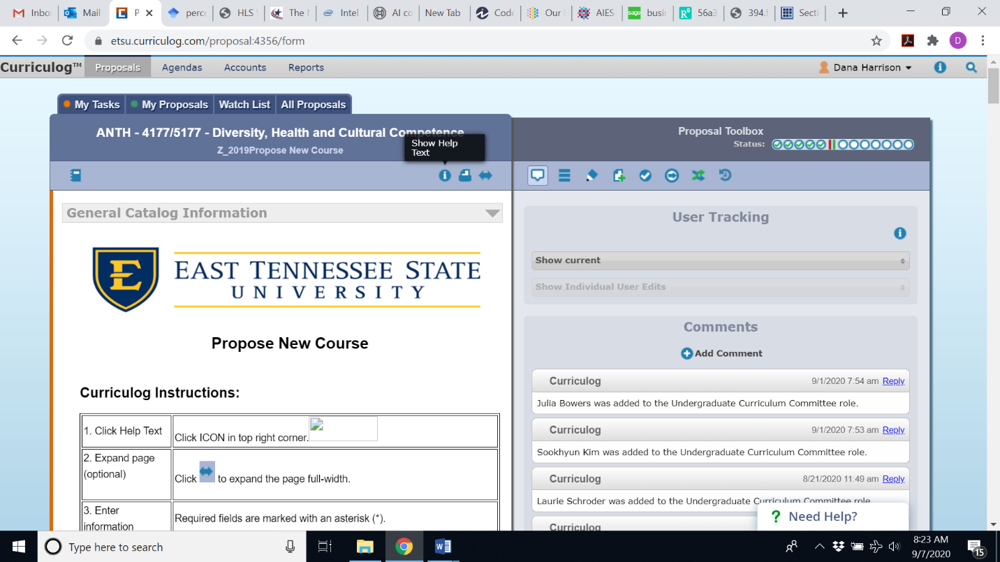 Inbo
Mail
P
perce
HLS
The
Intel
AI co
New Tab
Code
Our
AIES
sage
busin
56a3
394.
Secti
etsu.curriculog.com/proposal:4356/form
D
Curriculog™
Proposals
Agendas
Accounts
Reports
Dana Harrison
My Tasks
My Proposals
Watch List
All Proposals
ANTH - 4177/5177 - Diversity, Health and Cultural Competence
Z_2019Propose New Course
Show Help
Text
Proposal Toolbox
Status:
General Catalog Information
EAST TENNESSEE STATE
UNIVERSITY
Propose New Course
Curriculog Instructions:
1. Click Help Text
Click ICON in top right corner.
2. Expand page
(optional)
Click to expand the page full-width.
3. Enter
information
Required fields are marked with an asterisk (*).
User Tracking
Show current
Show Individual User Edits
Comments
Add Comment
Curriculog 9/1/2020 7:54 am Reply
Julia Bowers was added to the Undergraduate Curriculum Committee role.
Curriculog 9/1/2020 7:53 am Reply
Sookhyun Kim was added to the Undergraduate Curriculum Committee role.
Curriculog 8/21/2020 11:49 am Reply
Laurie Schroder was added to the Undergraduate Curriculum Committee role
Curriculog
? Need Help?
Type here to search
8:23 AM
9/7/2020
15